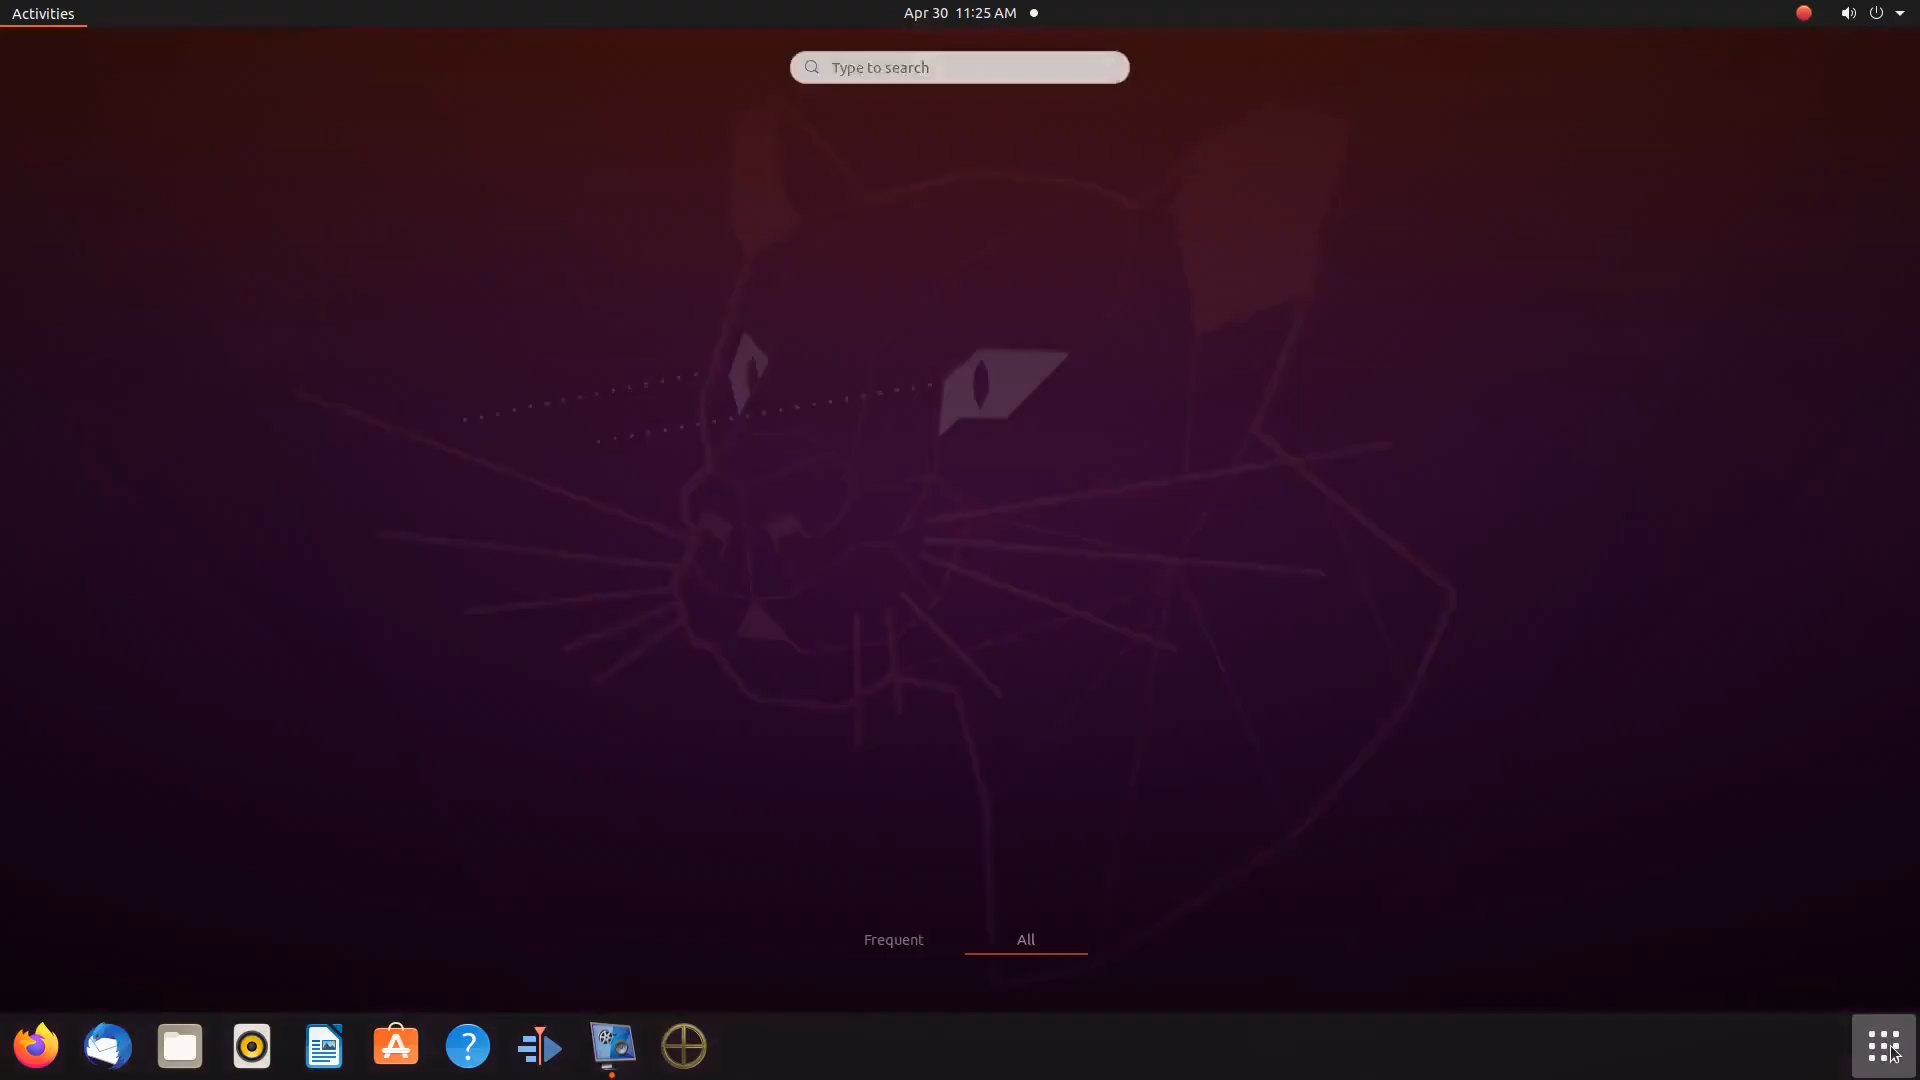 Activities
Apr 30 11:25 AM
Type to search
Frequent
All